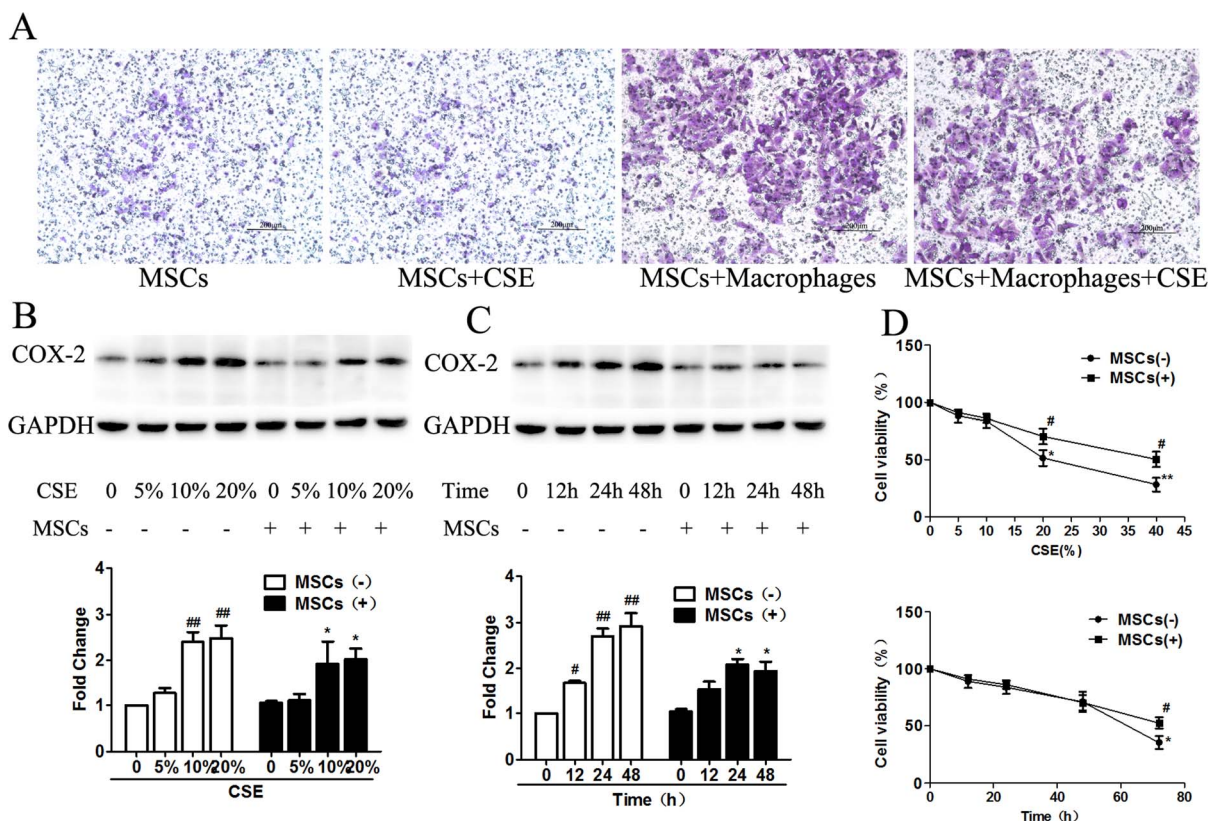 A
200μm
200μm
200μm
200μm
MSCs
MSCs+CSE
MSCs+Macrophages
MSCs+Macrophages+CSE
B
COX-2
GAPDH
CSE 0 5% 10% 20% 0 5% 10% 20%
MSCs - - - - + + + +
Fold Change
4
3
2
1
0
MSCs (-)
MSCs (+)
## ## * *
0 5% 10% 20% 0 5% 10% 20%
CSE
C
COX-2
GAPDH
Time 0 12h 24h 48h 0 12h 24h 48h
MSCs - - - - + + + +
Fold Change
4
3
2
1
0
MSCs (-)
MSCs (+)
# ## ## * *
0 12 24 48 0 12 24 48
Time (h)
D
Cell viability (%)
150
100
50
0
MSCs(-)
MSCs(+)
# #
* **
0 5 10 15 20 25 30 35 40 45
CSE(%)
Cell viability (%)
150
100
50
0
MSCs(-)
MSCs(+)
#
*
0 20 40 60 80
Time (h)